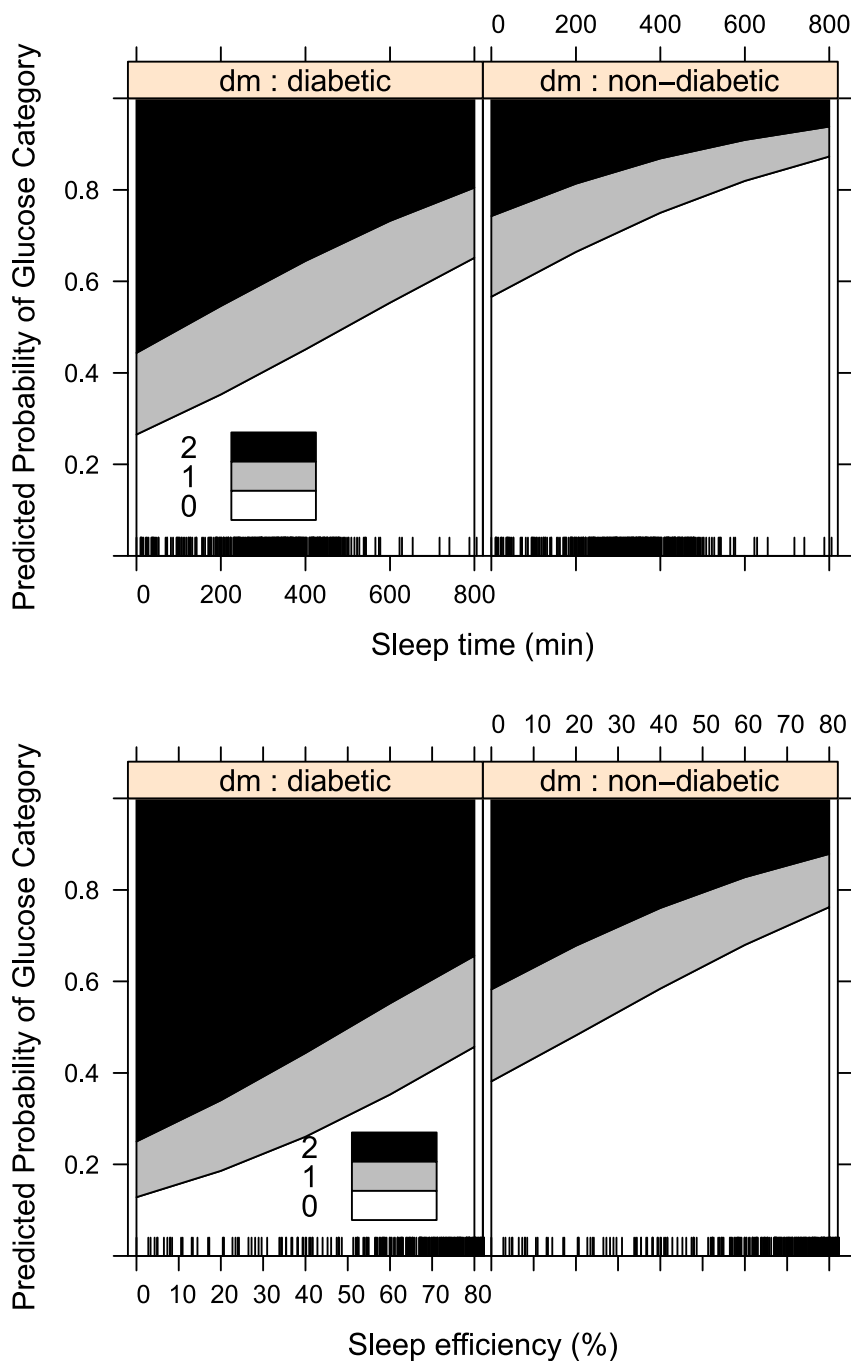 0 200 400 600 800
dm : diabetic dm : non−diabetic
Predicted Probability of Glucose Category
0.8
0.6
0.4
0.2
2
1
0
0 200 400 600 800
Sleep time (min)
0 10 20 30 40 50 60 70 80
dm : diabetic dm : non−diabetic
Predicted Probability of Glucose Category
0.8
0.6
0.4
0.2
2
1
0
0 10 20 30 40 50 60 70 80
Sleep efficiency (%)